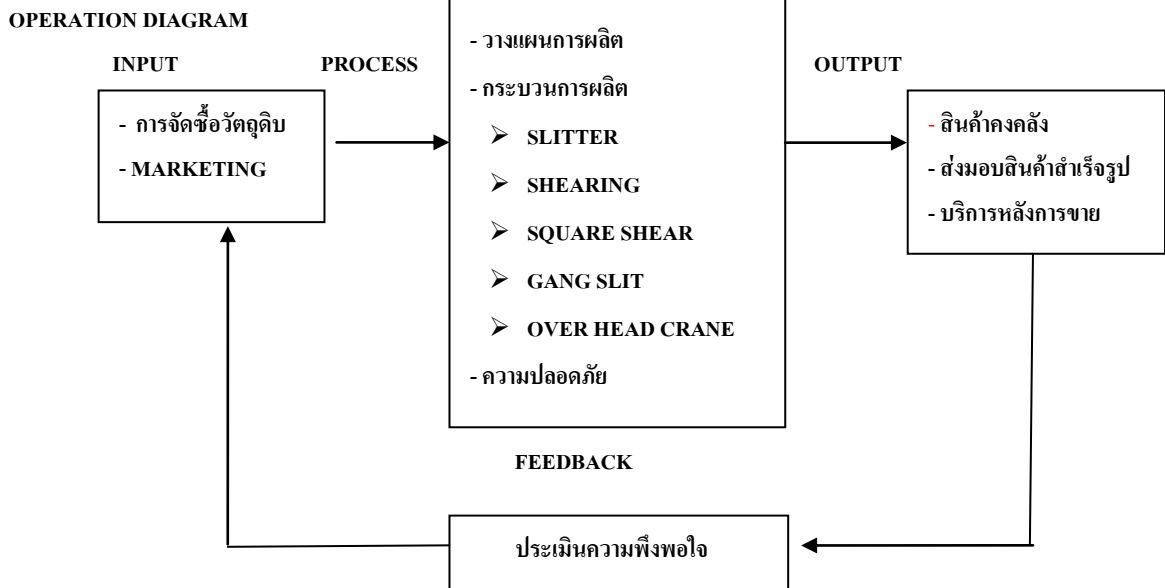 OPERATION DIAGRAM
INPUT
PROCESS
OUTPUT
- การจัดซื้อวัตถุดิบ
- MARKETING
- วางแผนการผลิต
- กระบวนการผลิต
➢ SLITTER
➢ SHEARING
➢ SQUARE SHEAR
➢ GANG SLIT
➢ OVER HEAD CRANE
- ความปลอดภัย
- สินค้าคงคลัง
- ส่งมอบสินค้าสำเร็จรูป
- บริการหลังการขาย
FEEDBACK
ประเมินความพึงพอใจ